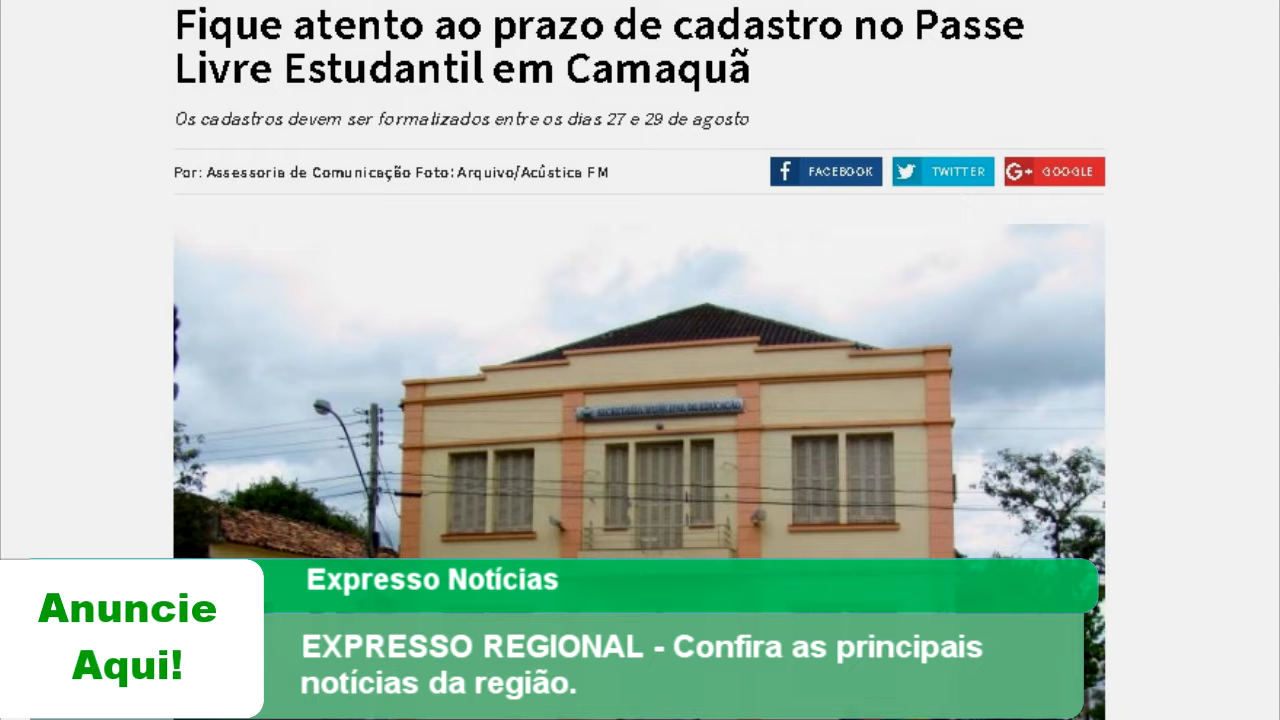 Fique atento ao prazo de cadastro no Passe
Livre Estudantil em Camaquã
Os cadastros devem ser formalizados entre os dias 27 e 29 de agosto
Por: Assessoria de Comunicação Foto: Arquivo/Acústica FM
FACEBOOK
TWITTER
G+ GOOGLE
SECRETARIA MUNICIPAL DE EDUCAÇÃO
Expresso Notícias
Anuncie
Aqui!
EXPRESSO REGIONAL - Confira as principais
notícias da região.